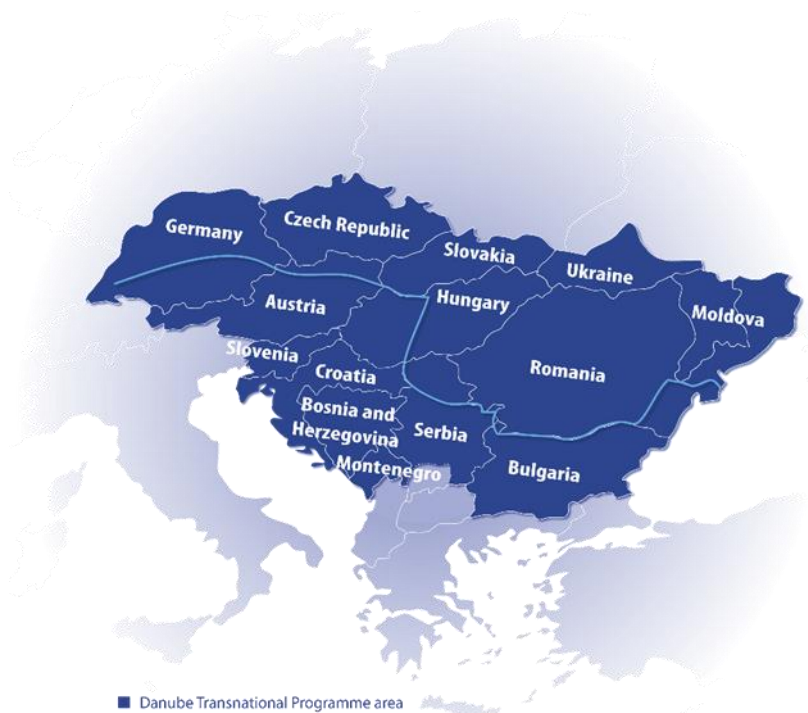 Germany
Czech Republic
Slovakia
Ukraine
Austria
Hungary
Moldova
Slovenia
Croatia
Romania
Bosnia and
Herzegovina
Serbia
Montenegro
Bulgaria
Danube Transnational Programme area